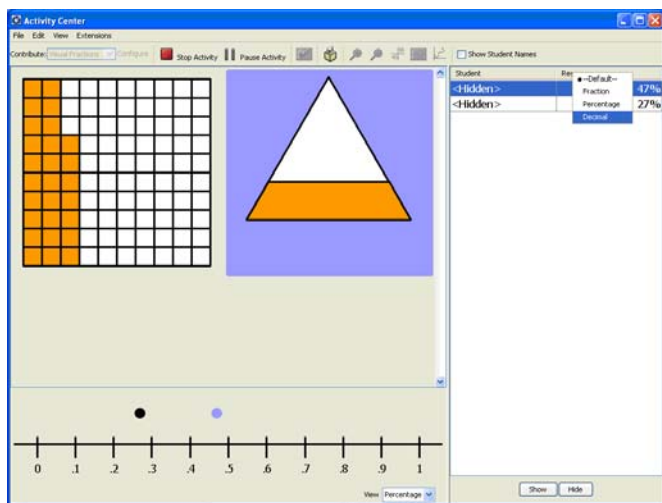 Activity Center
File Edit View Extensions
Contribute: Visual Fractions Configure Stop Activity Pause Activity Show Student Names
Student
--Default--
<Hidden> Fraction 47%
<Hidden> Percentage 27%
Decimal
0 .1 .2 .3 .4 .5 .6 .7 .8 .9 1
View Percentage
Show Hide